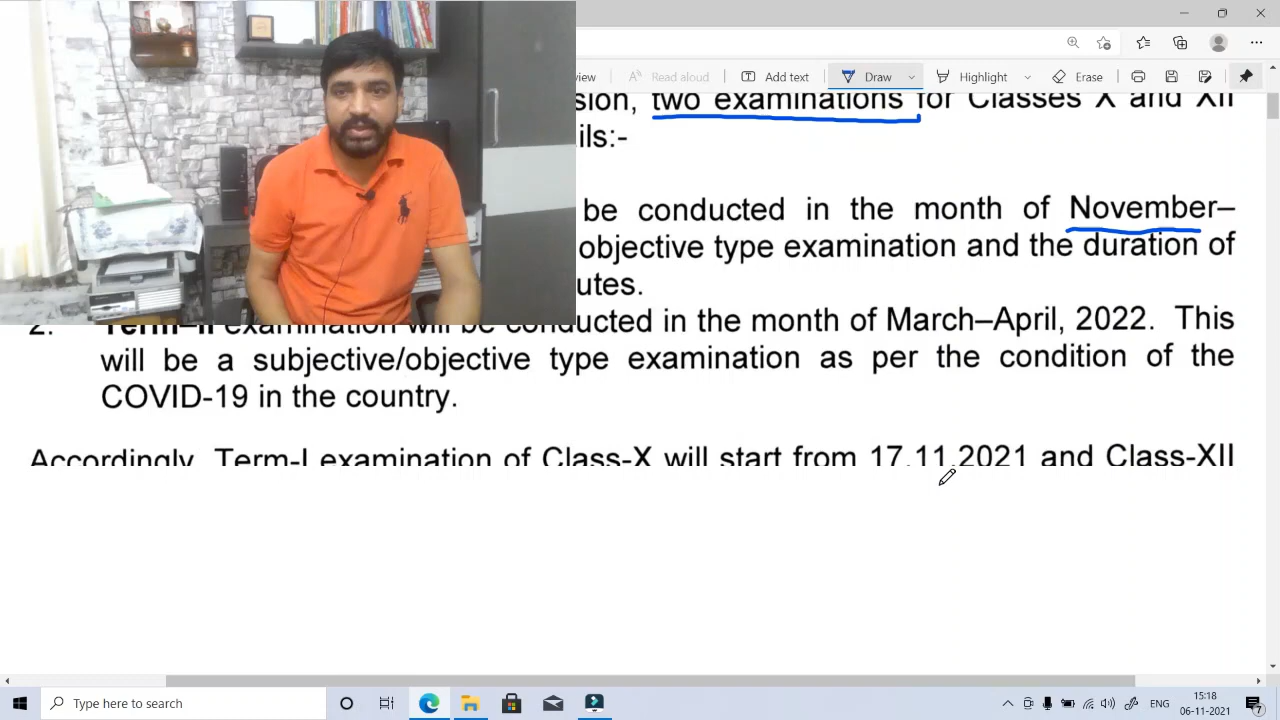 view Read aloud Add text Draw Highlight Erase
two examinations for Classes X and XII
ils:-
be conducted in the month of November–
objective type examination and the duration of
utes.
2. Term–II examination will be conducted in the month of March–April, 2022. This
will be a subjective/objective type examination as per the condition of the
COVID-19 in the country.
Accordingly, Term-I examination of Class-X will start from 17.11.2021 and Class-XII
Type here to search
ENG
15:18
06-11-2021
7